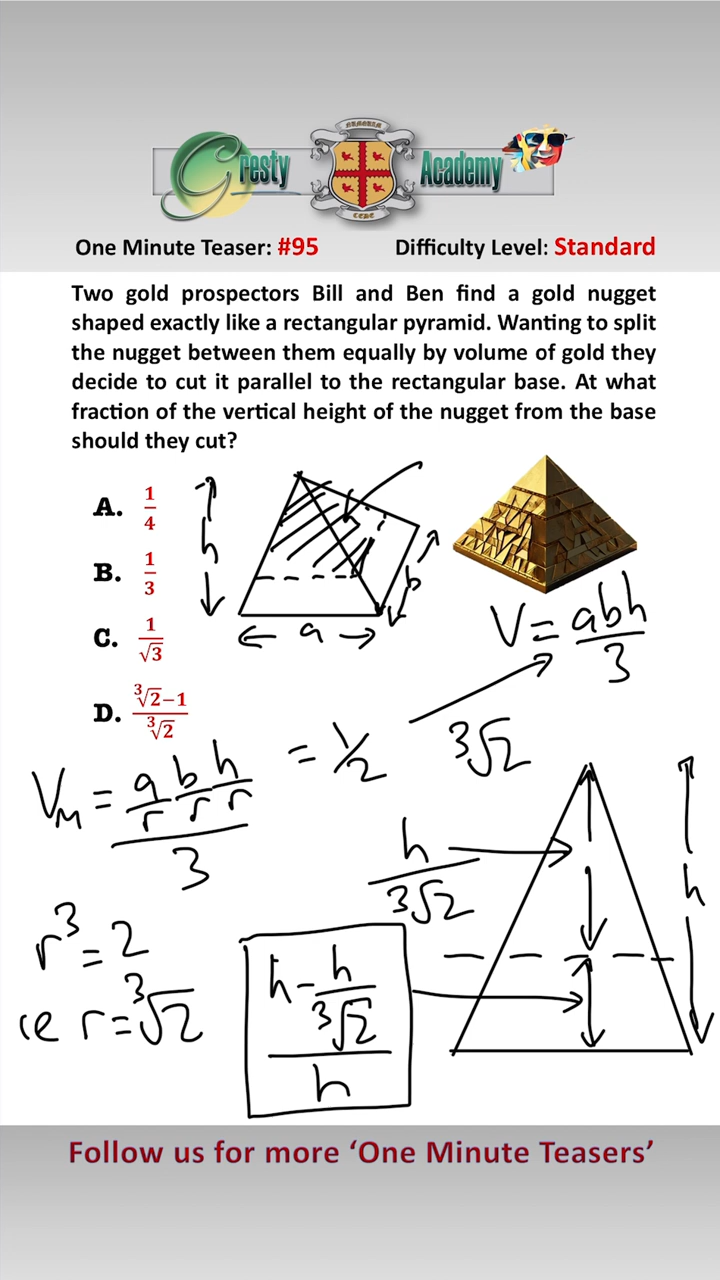 NUMQUAM
Gresty Academy
CEDE
One Minute Teaser: #95 Difficulty Level: Standard
Two gold prospectors Bill and Ben find a gold nugget
shaped exactly like a rectangular pyramid. Wanting to split
the nugget between them equally by volume of gold they
decide to cut it parallel to the rectangular base. At what
fraction of the vertical height of the nugget from the base
should they cut?
A. 1/4
B. 1/3
C. 1/√3
D. (∛2−1)/∛2
h
a
b
V = abh/3
V_M = (a/r b/r h/r)/3 = 1/2
∛2
h/∛2
h
r³ = 2
ie r = ∛2
(h − h/∛2)/h
Follow us for more ‘One Minute Teasers’